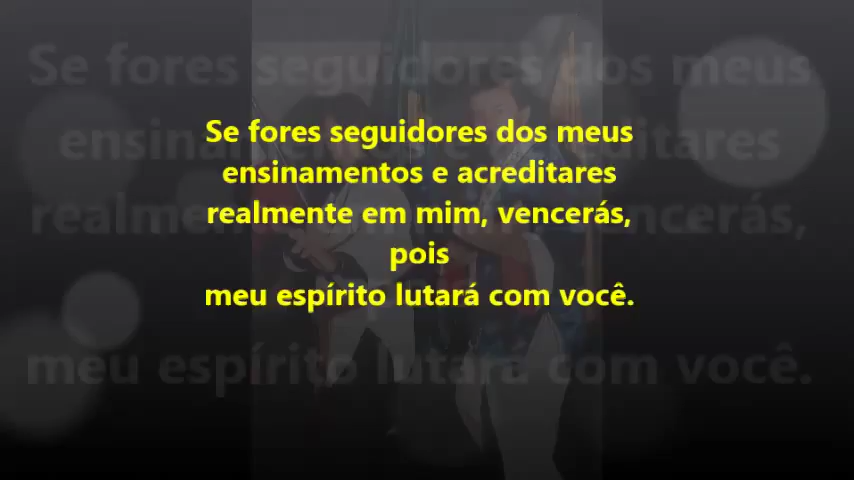 Se fores seguidores dos meus
ensinamentos e acreditares
realmente em mim, vencerás,
pois
meu espírito lutará com você.